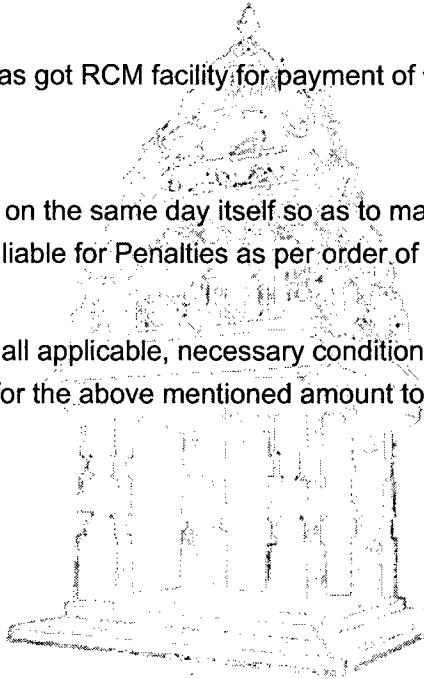 as got RCM facility for payment of
on the same day itself so as to ma
liable for Penalties as per order of
all applicable, necessary condition
for the above mentioned amount to